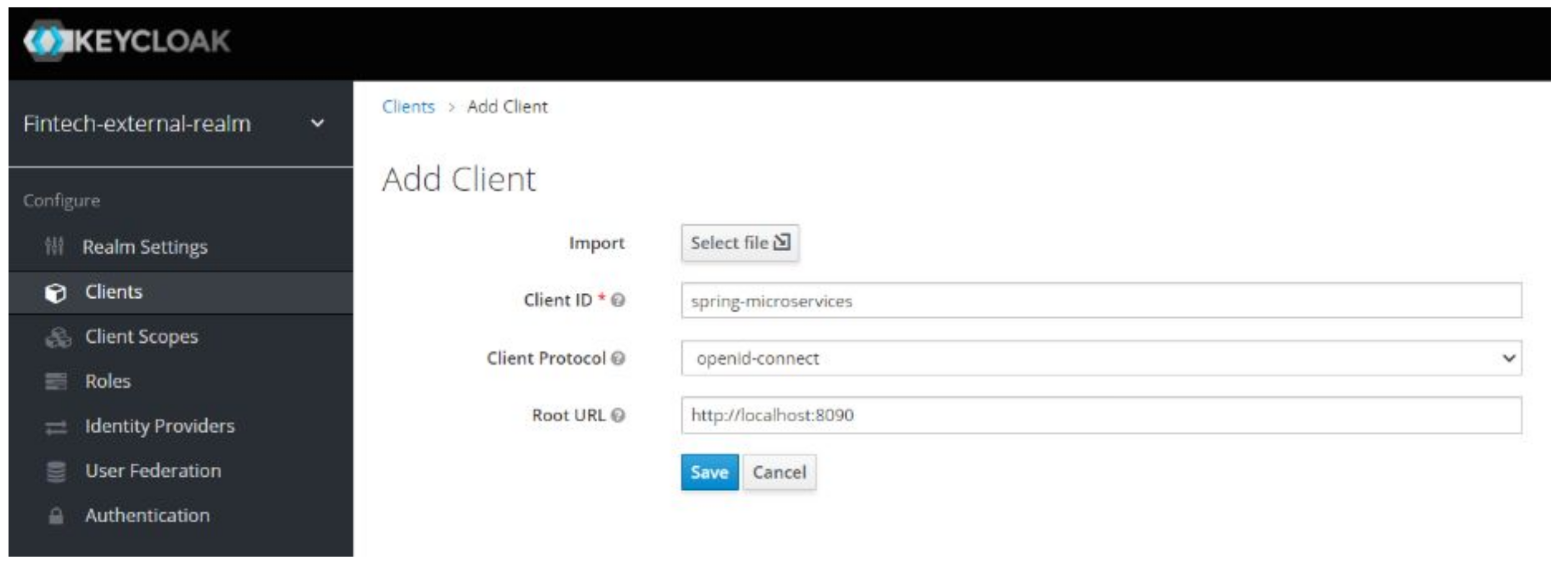 KEYCLOAK
Fintech-external-realm
Configure
Realm Settings
Clients
Client Scopes
Roles
Identity Providers
User Federation
Authentication
Clients > Add Client
Add Client
Import Select file
Client ID * spring-microservices
Client Protocol openid-connect
Root URL http://localhost:8090
Save Cancel